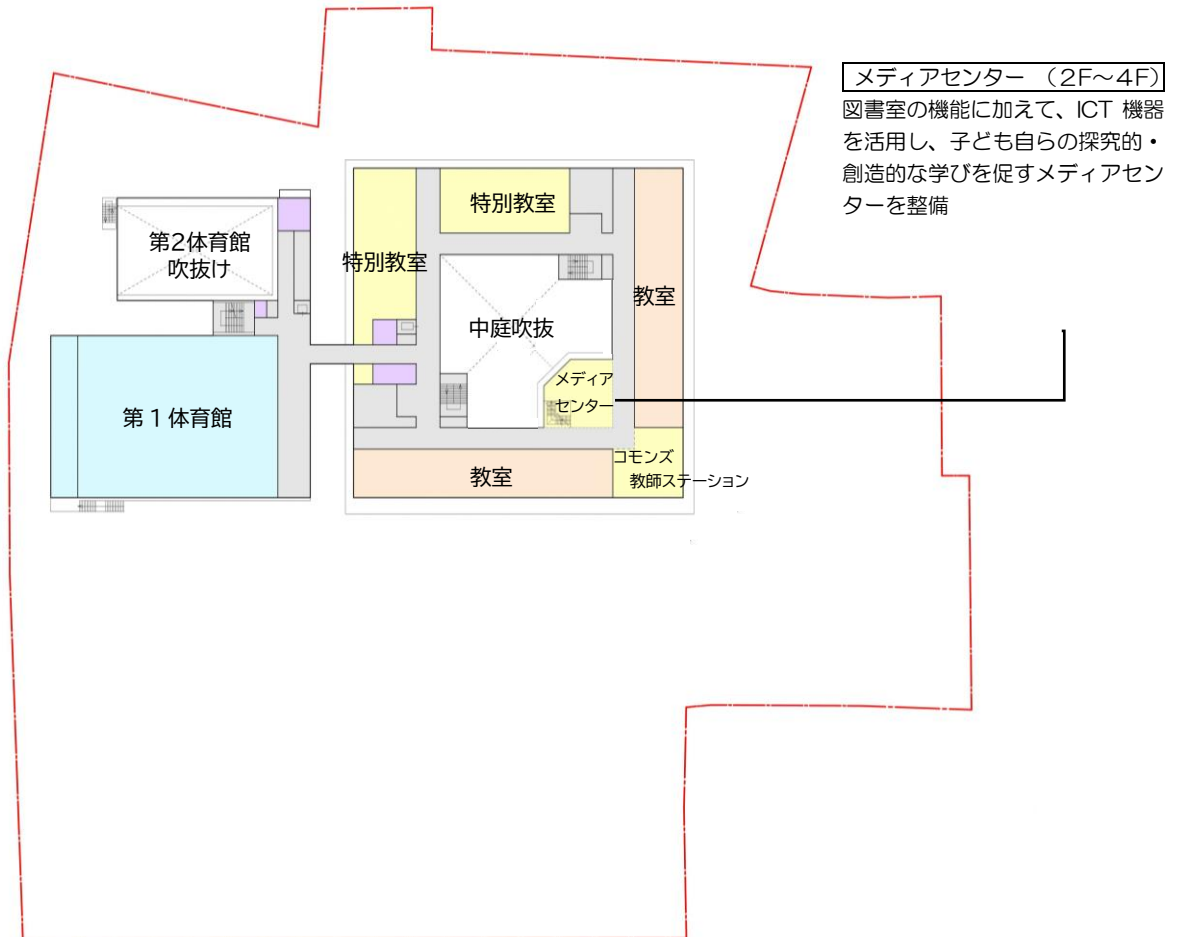 メディアセンター （2F～4F）
図書室の機能に加えて、ICT 機器
を活用し、子ども自らの探究的・
創造的な学びを促すメディアセン
ターを整備
特別教室
第2体育館
吹抜け
特別教室
教室
中庭吹抜
メディア
センター
第１体育館
コモンズ
教師ステーション
教室